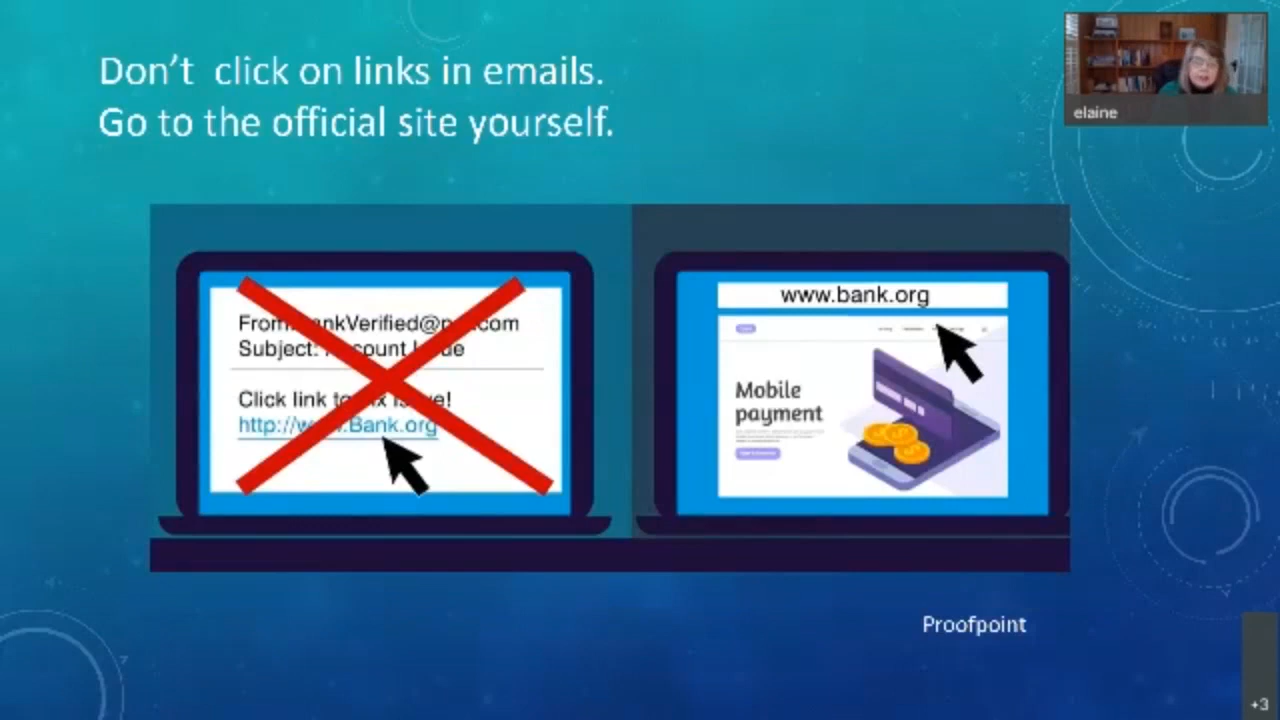 Don't click on links in emails.
Go to the official site yourself.
elaine
Subject:
Click link to
www.bank.org
Mobile
payment
Proofpoint
+3